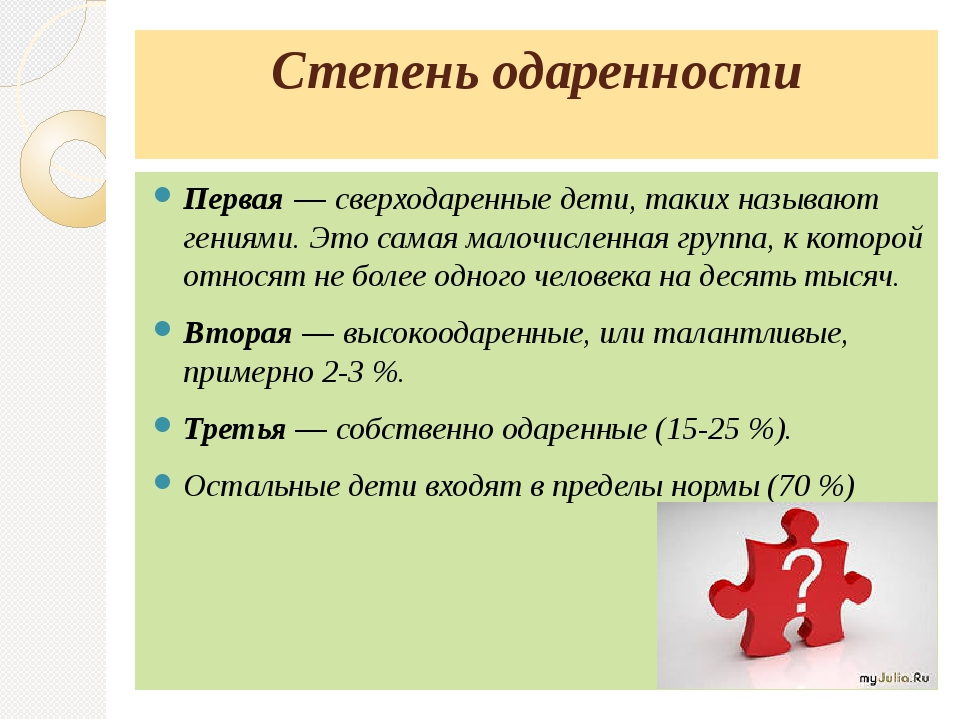 Степень одаренности
Первая — сверходаренные дети, таких называют
гениями. Это самая малочисленная группа, к которой
относят не более одного человека на десять тысяч.
Вторая — высокоодаренные, или талантливые,
примерно 2-3 %.
Третья — собственно одаренные (15-25 %).
Остальные дети входят в пределы нормы (70 %)
?
myJulia.Ru